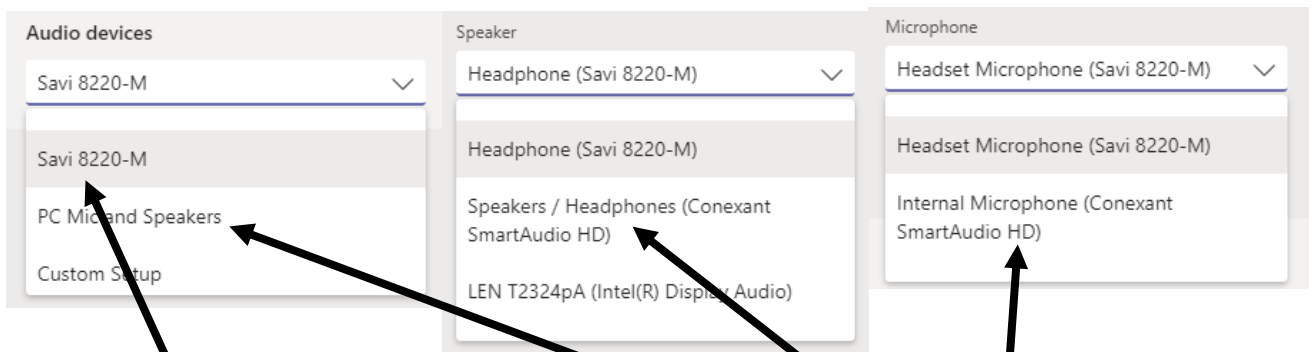 Audio devices
Savi 8220-M
Savi 8220-M
PC Mic and Speakers
Custom Setup
Speaker
Headphone (Savi 8220-M)
Headphone (Savi 8220-M)
Speakers / Headphones (Conexant
SmartAudio HD)
LEN T2324pA (Intel(R) Display Audio)
Microphone
Headset Microphone (Savi 8220-M)
Headset Microphone (Savi 8220-M)
Internal Microphone (Conexant
SmartAudio HD)